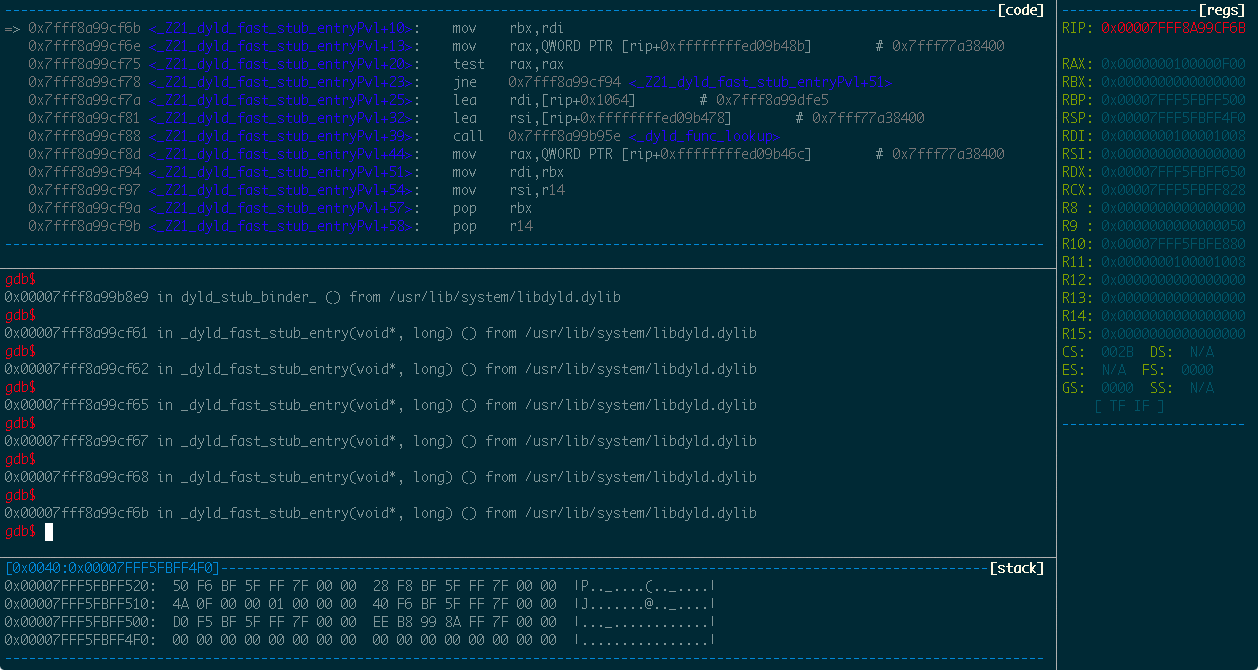 [code]
=> 0x7fff8a99cf6b <_Z21_dyld_fast_stub_entryPvl+10>: mov rbx,rdi
0x7fff8a99cf6e <_Z21_dyld_fast_stub_entryPvl+13>: mov rax,QWORD PTR [rip+0xffffffffed09b48b] # 0x7fff77a38400
0x7fff8a99cf75 <_Z21_dyld_fast_stub_entryPvl+20>: test rax,rax
0x7fff8a99cf78 <_Z21_dyld_fast_stub_entryPvl+23>: jne 0x7fff8a99cf94 <_Z21_dyld_fast_stub_entryPvl+51>
0x7fff8a99cf7a <_Z21_dyld_fast_stub_entryPvl+25>: lea rdi,[rip+0x1064] # 0x7fff8a99dfe5
0x7fff8a99cf81 <_Z21_dyld_fast_stub_entryPvl+32>: lea rsi,[rip+0xffffffffed09b478] # 0x7fff77a38400
0x7fff8a99cf88 <_Z21_dyld_fast_stub_entryPvl+39>: call 0x7fff8a99b95e <_dyld_func_lookup>
0x7fff8a99cf8d <_Z21_dyld_fast_stub_entryPvl+44>: mov rax,QWORD PTR [rip+0xffffffffed09b46c] # 0x7fff77a38400
0x7fff8a99cf94 <_Z21_dyld_fast_stub_entryPvl+51>: mov rdi,rbx
0x7fff8a99cf97 <_Z21_dyld_fast_stub_entryPvl+54>: mov rsi,r14
0x7fff8a99cf9a <_Z21_dyld_fast_stub_entryPvl+57>: pop rbx
0x7fff8a99cf9b <_Z21_dyld_fast_stub_entryPvl+58>: pop r14
gdb$
0x00007fff8a99b8e9 in dyld_stub_binder_ () from /usr/lib/system/libdyld.dylib
gdb$
0x00007fff8a99cf61 in _dyld_fast_stub_entry(void*, long) () from /usr/lib/system/libdyld.dylib
gdb$
0x00007fff8a99cf62 in _dyld_fast_stub_entry(void*, long) () from /usr/lib/system/libdyld.dylib
gdb$
0x00007fff8a99cf65 in _dyld_fast_stub_entry(void*, long) () from /usr/lib/system/libdyld.dylib
gdb$
0x00007fff8a99cf67 in _dyld_fast_stub_entry(void*, long) () from /usr/lib/system/libdyld.dylib
gdb$
0x00007fff8a99cf68 in _dyld_fast_stub_entry(void*, long) () from /usr/lib/system/libdyld.dylib
gdb$
0x00007fff8a99cf6b in _dyld_fast_stub_entry(void*, long) () from /usr/lib/system/libdyld.dylib
gdb$
[0x0040:0x00007FFF5FBFF4F0] [stack]
0x00007FFF5FBFF520: 50 F6 BF 5F FF 7F 00 00 28 F8 BF 5F FF 7F 00 00 |P.._....(.._....|
0x00007FFF5FBFF510: 4A 0F 00 00 01 00 00 00 40 F6 BF 5F FF 7F 00 00 |J.......@.._....|
0x00007FFF5FBFF500: D0 F5 BF 5F FF 7F 00 00 EE B8 99 8A FF 7F 00 00 |..._............|
0x00007FFF5FBFF4F0: 00 00 00 00 00 00 00 00 00 00 00 00 00 00 00 00 |................|
[regs]
RIP: 0x00007FFF8A99CF6B
RAX: 0x0000000100000F00
RBX: 0x0000000000000000
RBP: 0x00007FFF5FBFF500
RSP: 0x00007FFF5FBFF4F0
RDI: 0x0000000100001008
RSI: 0x0000000000000000
RDX: 0x00007FFF5FBFF650
RCX: 0x00007FFF5FBFF828
R8 : 0x0000000000000000
R9 : 0x0000000000000050
R10: 0x00007FFF5FBFE880
R11: 0x0000000100001008
R12: 0x0000000000000000
R13: 0x0000000000000000
R14: 0x0000000000000000
R15: 0x0000000000000000
CS: 002B DS: N/A
ES: N/A FS: 0000
GS: 0000 SS: N/A
[ TF IF ]